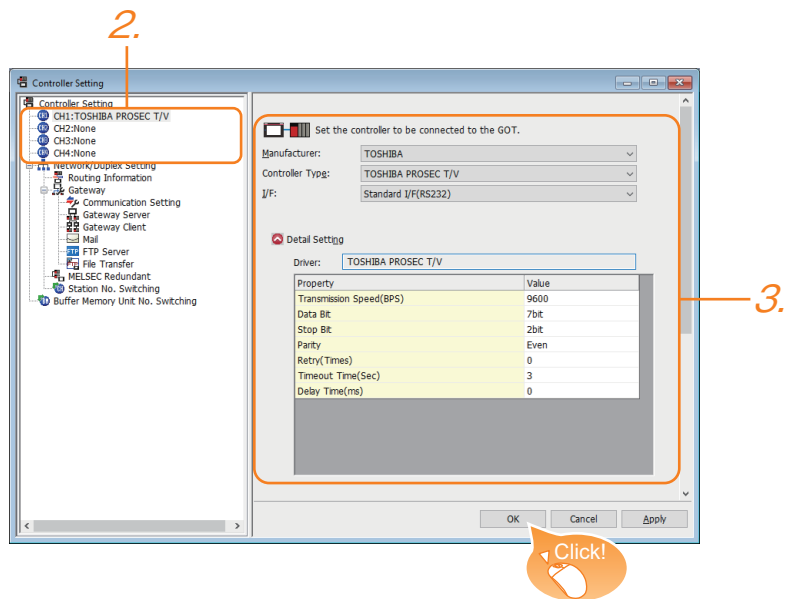 2.
Controller Setting
Controller Setting
CH1:TOSHIBA PROSEC T/V
CH2:None
CH3:None
CH4:None
Network/Duplex Setting
Routing Information
Gateway
Communication Setting
Gateway Server
Gateway Client
Mail
FTP Server
File Transfer
MELSEC Redundant
Station No. Switching
Buffer Memory Unit No. Switching
Set the controller to be connected to the GOT.
Manufacturer: TOSHIBA
Controller Type: TOSHIBA PROSEC T/V
I/F: Standard I/F(RS232)
Detail Setting
Driver: TOSHIBA PROSEC T/V
Property Value
Transmission Speed(BPS) 9600
Data Bit 7bit
Stop Bit 2bit
Parity Even
Retry(Times) 0
Timeout Time(Sec) 3
Delay Time(ms) 0
3.
OK Cancel Apply
Click!